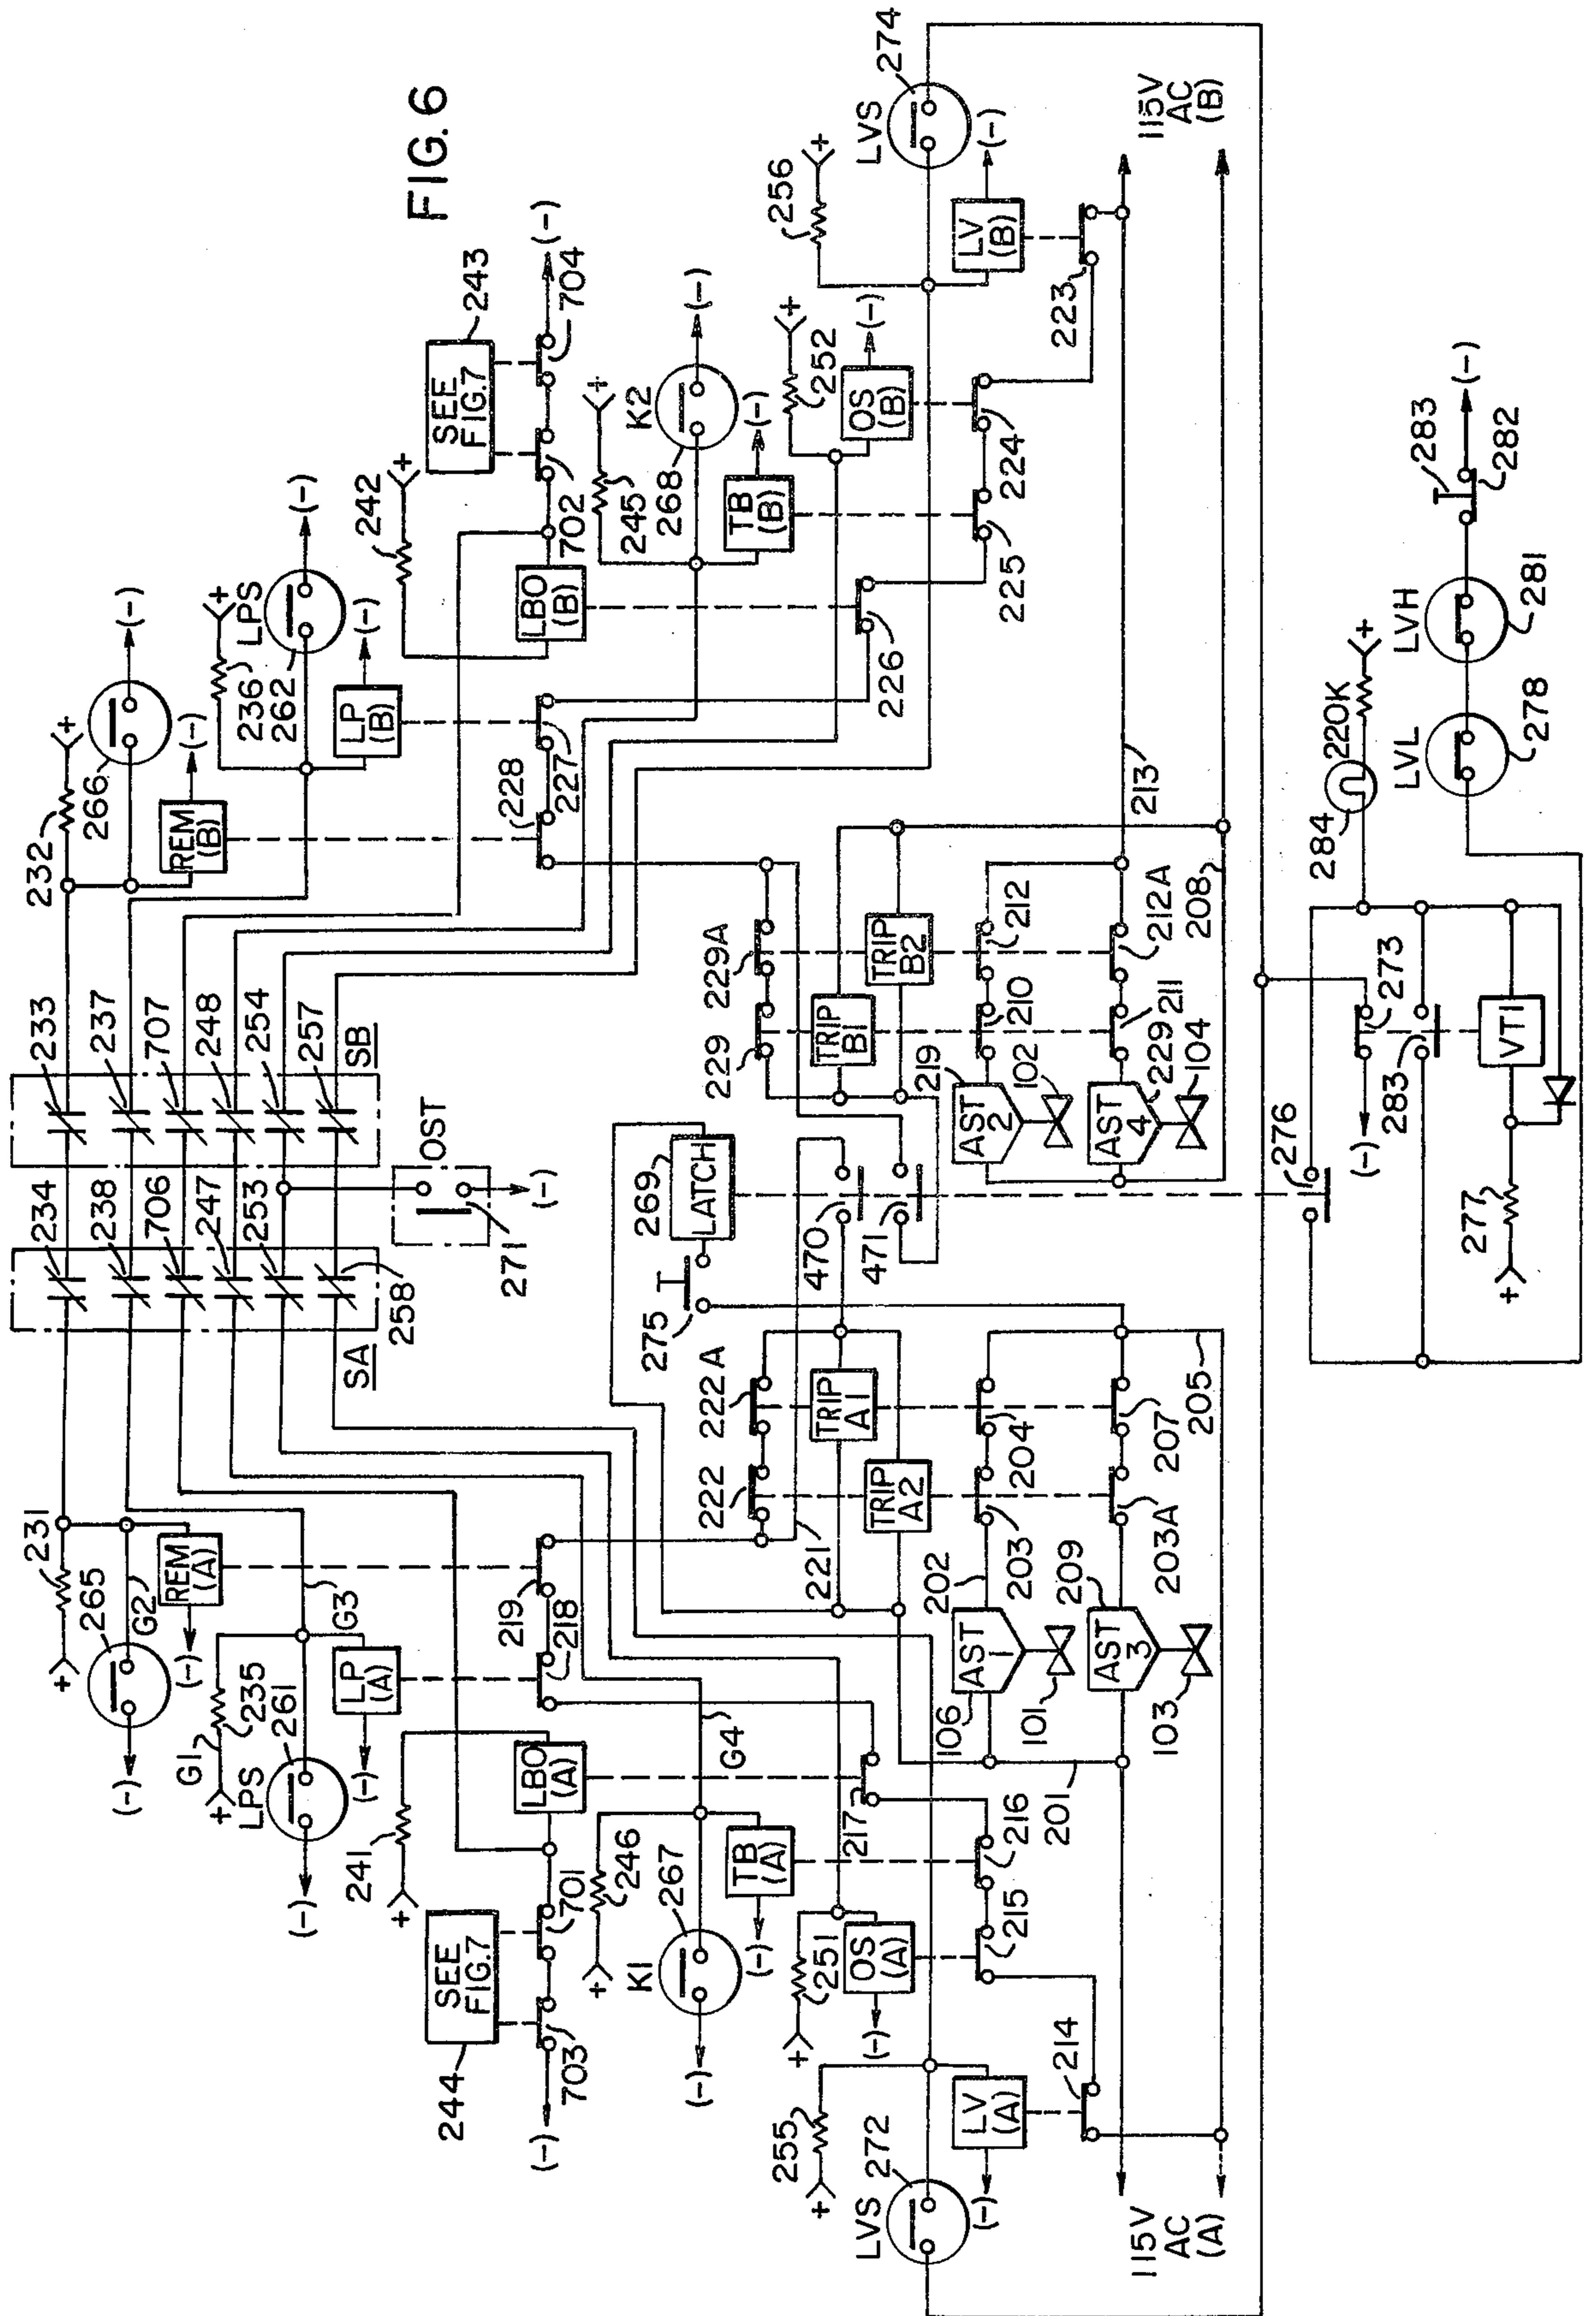 FIG. 6
234
238
706
247
253
258
SA
233
237
707
248
254
257
SB
OST
271
(-)
231
+
265
G2
(-)
REM
(A)
(-)
G1
235
+
LPS
261
G3
(-)
LP
(A)
(-)
219
218
241
+
LBO
(A)
217
SEE
FIG.7
244
701
703
(-)
246
+
K1
267
G4
(-)
TB
(A)
(-)
216
251
+
OS
(A)
(-)
215
255
+
LVS
272
LV
(A)
(-)
214
115V
AC
(A)
232
+
266
(-)
REM
(B)
(-)
228
227
236
+
LPS
262
(-)
LP
(B)
(-)
242
+
LBO
(B)
226
SEE
FIG.7
243
702
704
(-)
245
+
K2
268
(-)
TB
(B)
(-)
225
252
+
OS
(B)
(-)
224
256
+
LVS
274
LV
(B)
(-)
223
115V
AC
(B)
222
222A
221
TRIP
A1
TRIP
A2
275
269
LATCH
470
471
229
229A
TRIP
B1
TRIP
B2
202
203
204
AST
1
106
101
201
209
203A
207
205
AST
3
103
219
210
212
AST
2
102
229
211
212A
AST
4
104
208
213
276
273
(-)
283
VT1
277
+
284
220K
+
LVL
278
LVH
281
283
282
(-)